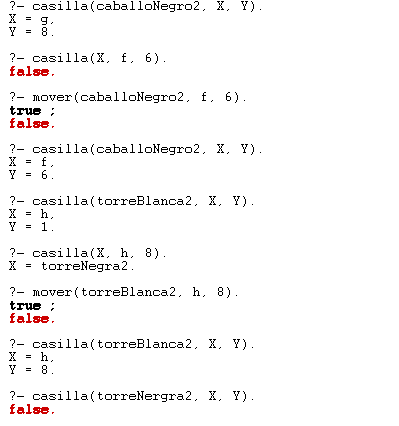 ?- casilla(caballoNegro2, X, Y).
X = g,
Y = 8.
?- casilla(X, f, 6).
false.
?- mover(caballoNegro2, f, 6).
true ;
false.
?- casilla(caballoNegro2, X, Y).
X = f,
Y = 6.
?- casilla(torreBlanca2, X, Y).
X = h,
Y = 1.
?- casilla(X, h, 8).
X = torreNegra2.
?- mover(torreBlanca2, h, 8).
true ;
false.
?- casilla(torreBlanca2, X, Y).
X = h,
Y = 8.
?- casilla(torreNergra2, X, Y).
false.